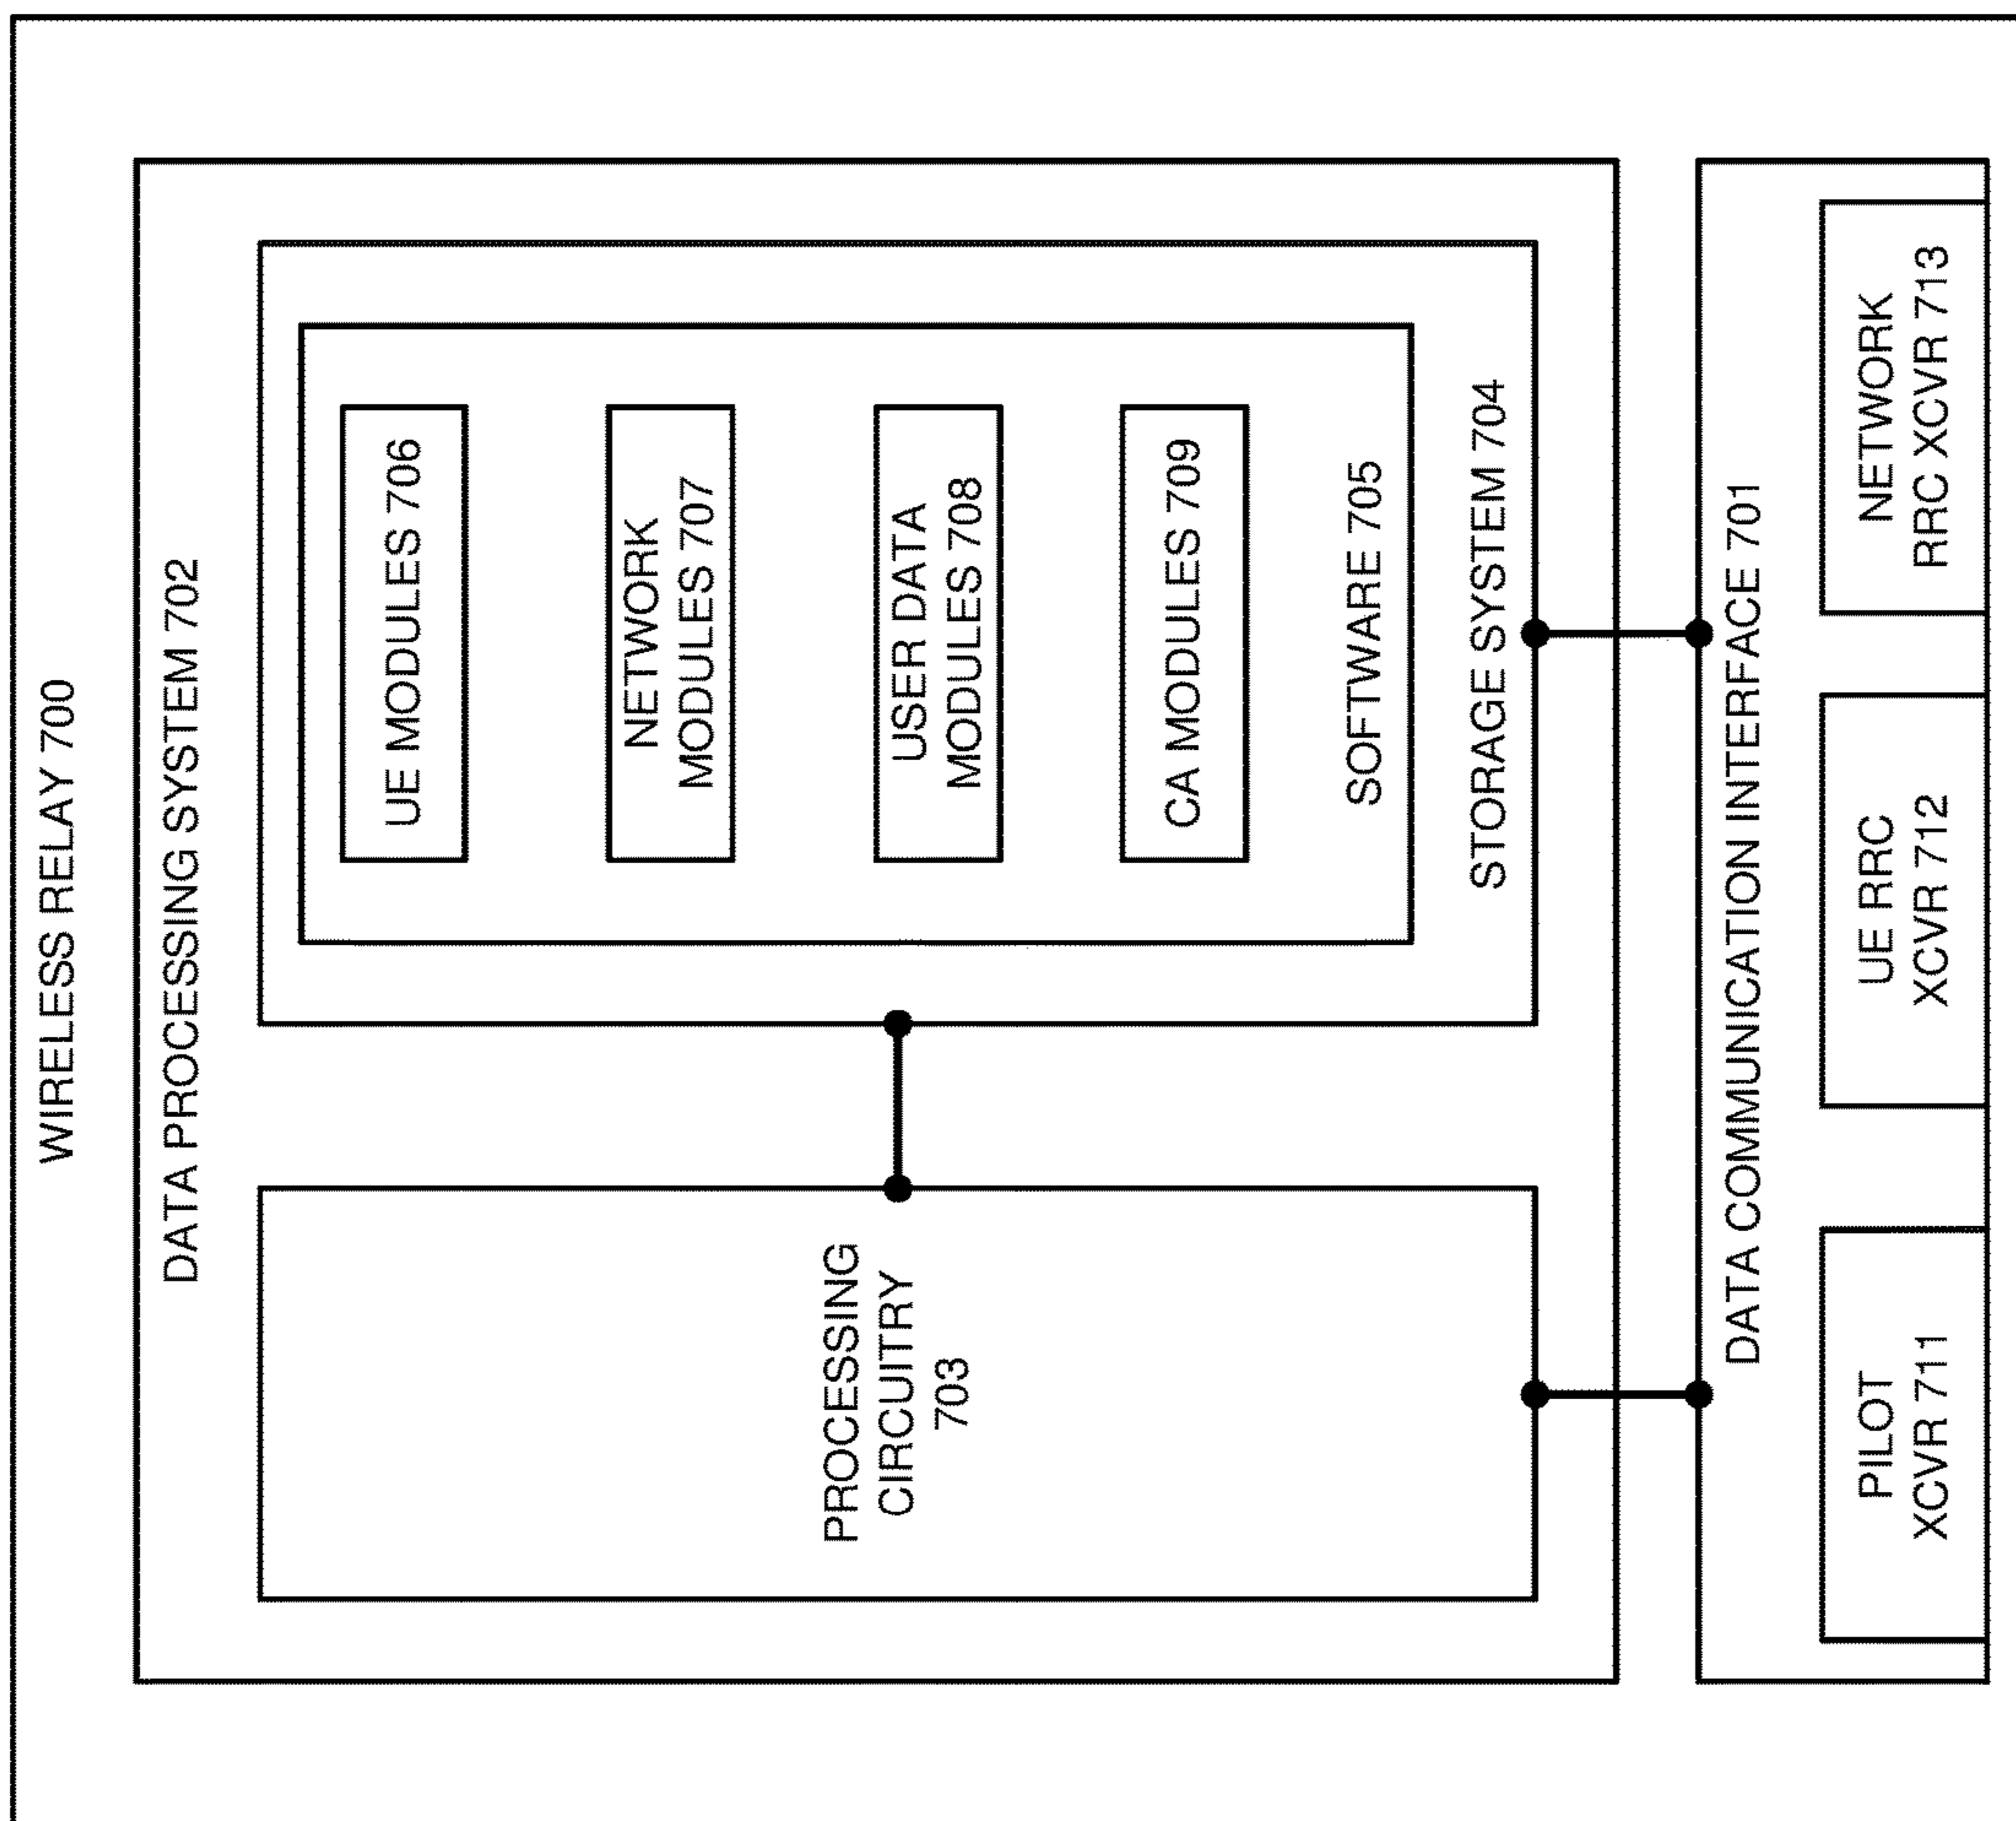 WIRELESS RELAY 700
DATA PROCESSING SYSTEM 702
PROCESSING
CIRCUITRY
703
UE MODULES 706
NETWORK
MODULES 707
USER DATA
MODULES 708
CA MODULES 709
SOFTWARE 705
STORAGE SYSTEM 704
DATA COMMUNICATION INTERFACE 701
PILOT
XCVR 711
UE RRC
XCVR 712
NETWORK
RRC XCVR 713